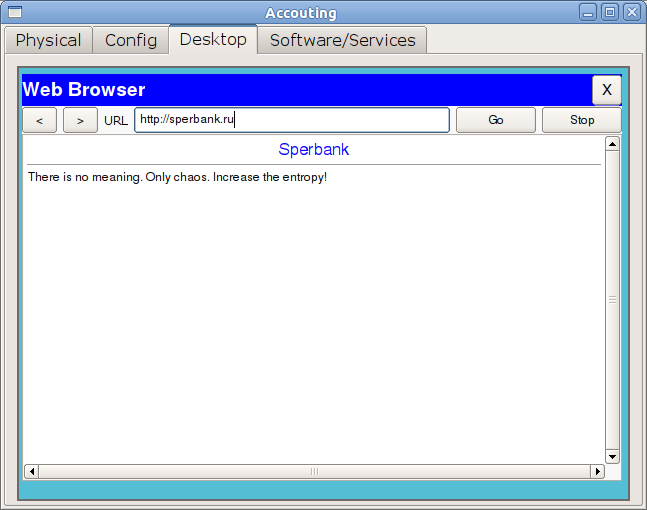 Accouting
Physical Config Desktop Software/Services
Web Browser X
< > URL http://sperbank.ru Go Stop
Sperbank
There is no meaning. Only chaos. Increase the entropy!